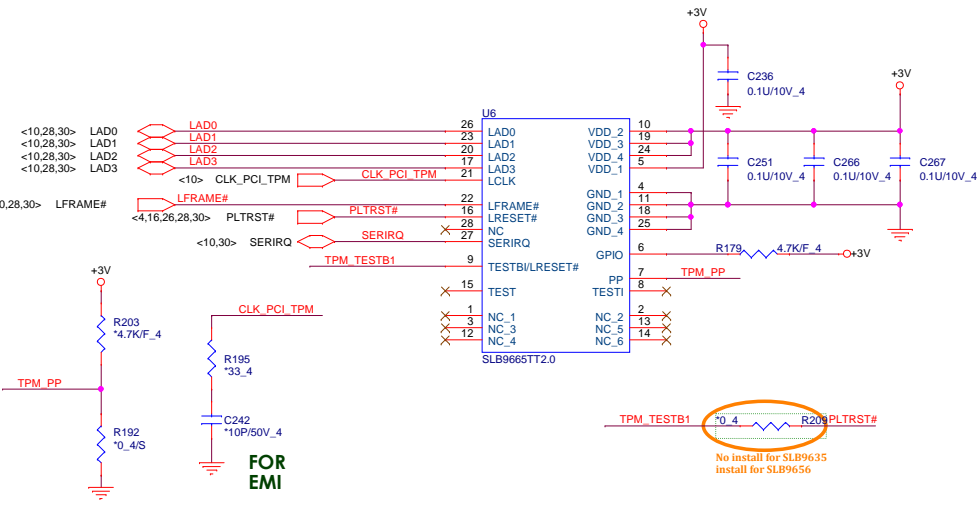 +3V
C236
0.1U/10V_4
+3V
U6
<10,28,30> LAD0 LAD0 26 LAD0 VDD_2 10
<10,28,30> LAD1 LAD1 23 LAD1 VDD_3 19
<10,28,30> LAD2 LAD2 20 LAD2 VDD_4 24
<10,28,30> LAD3 LAD3 17 LAD3 VDD_1 5
<10> CLK_PCI_TPM CLK_PCI_TPM 21 LCLK
C251
0.1U/10V_4
C266
0.1U/10V_4
C267
0.1U/10V_4
GND_1 4
0,28,30> LFRAME# LFRAME# 22 LFRAME# GND_2 11
<4,16,26,28,30> PLTRST# PLTRST# 16 LRESET# GND_3 18
28 NC GND_4 25
<10,30> SERIRQ SERIRQ 27 SERIRQ
GPIO 6 R179 4.7K/F_4 +3V
TPM_TESTB1 9 TESTBI/LRESET#
PP 7 TPM_PP
15 TEST TESTI 8
1 NC_1 NC_2 2
3 NC_3 NC_5 13
12 NC_4 NC_6 14
SLB9665TT2.0
+3V
R203
*4.7K/F_4
TPM_PP
R192
*0_4/S
CLK_PCI_TPM
R195
*33_4
C242
*10P/50V_4
FOR
EMI
TPM_TESTB1 *0_4 R209 PLTRST#
No install for SLB9635
install for SLB9656